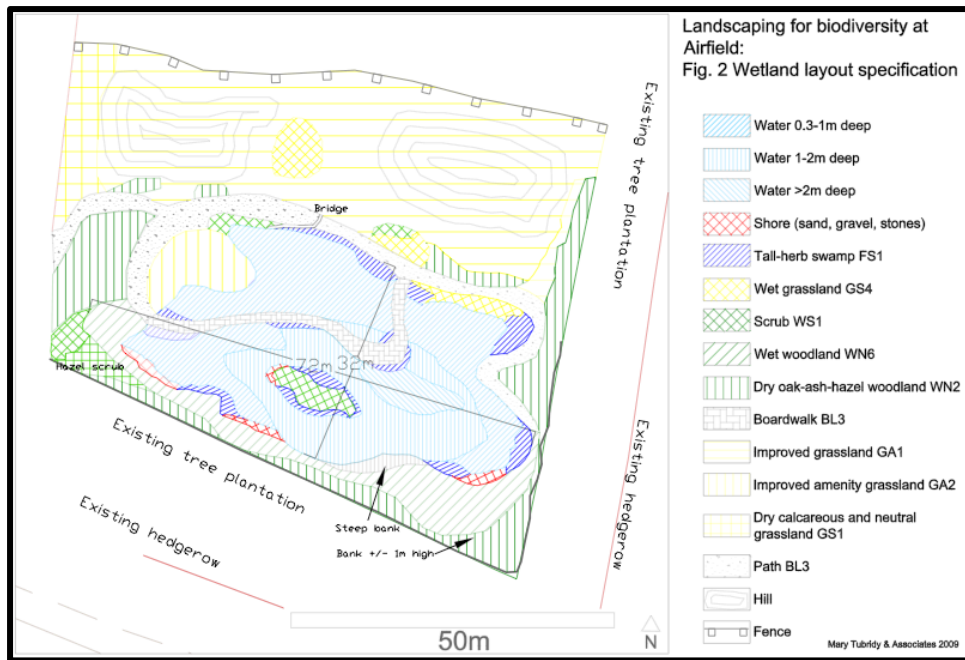 Landscaping for biodiversity at
Airfield:
Fig. 2 Wetland layout specification
Water 0.3-1m deep
Water 1-2m deep
Water >2m deep
Shore (sand, gravel, stones)
Tall-herb swamp FS1
Wet grassland GS4
Scrub WS1
Wet woodland WN6
Dry oak-ash-hazel woodland WN2
Boardwalk BL3
Improved grassland GA1
Improved amenity grassland GA2
Dry calcareous and neutral
grassland GS1
Path BL3
Hill
Fence
Mary Tubridy & Associates 2009
Existing tree plantation
Bridge
72m
32m
Hazel scrub
Existing tree plantation
Existing hedgerow
Steep bank
Bank +/- 1m high
Existing hedgerow
50m
N